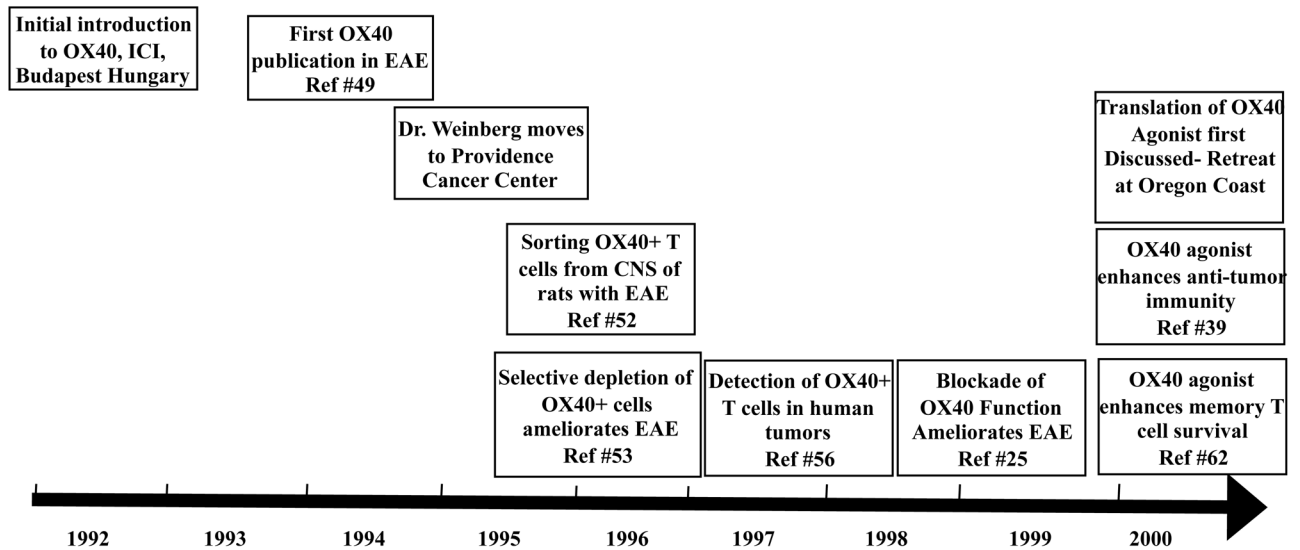 Initial introduction
to OX40, ICI,
Budapest Hungary
First OX40
publication in EAE
Ref #49
Dr. Weinberg moves
to Providence
Cancer Center
Translation of OX40
Agonist first
Discussed- Retreat
at Oregon Coast
Sorting OX40+ T
cells from CNS of
rats with EAE
Ref #52
OX40 agonist
enhances anti-tumor
immunity
Ref #39
Selective depletion of
OX40+ cells
ameliorates EAE
Ref #53
Detection of OX40+
T cells in human
tumors
Ref #56
Blockade of
OX40 Function
Ameliorates EAE
Ref #25
OX40 agonist
enhances memory T
cell survival
Ref #62
1992 1993 1994 1995 1996 1997 1998 1999 2000